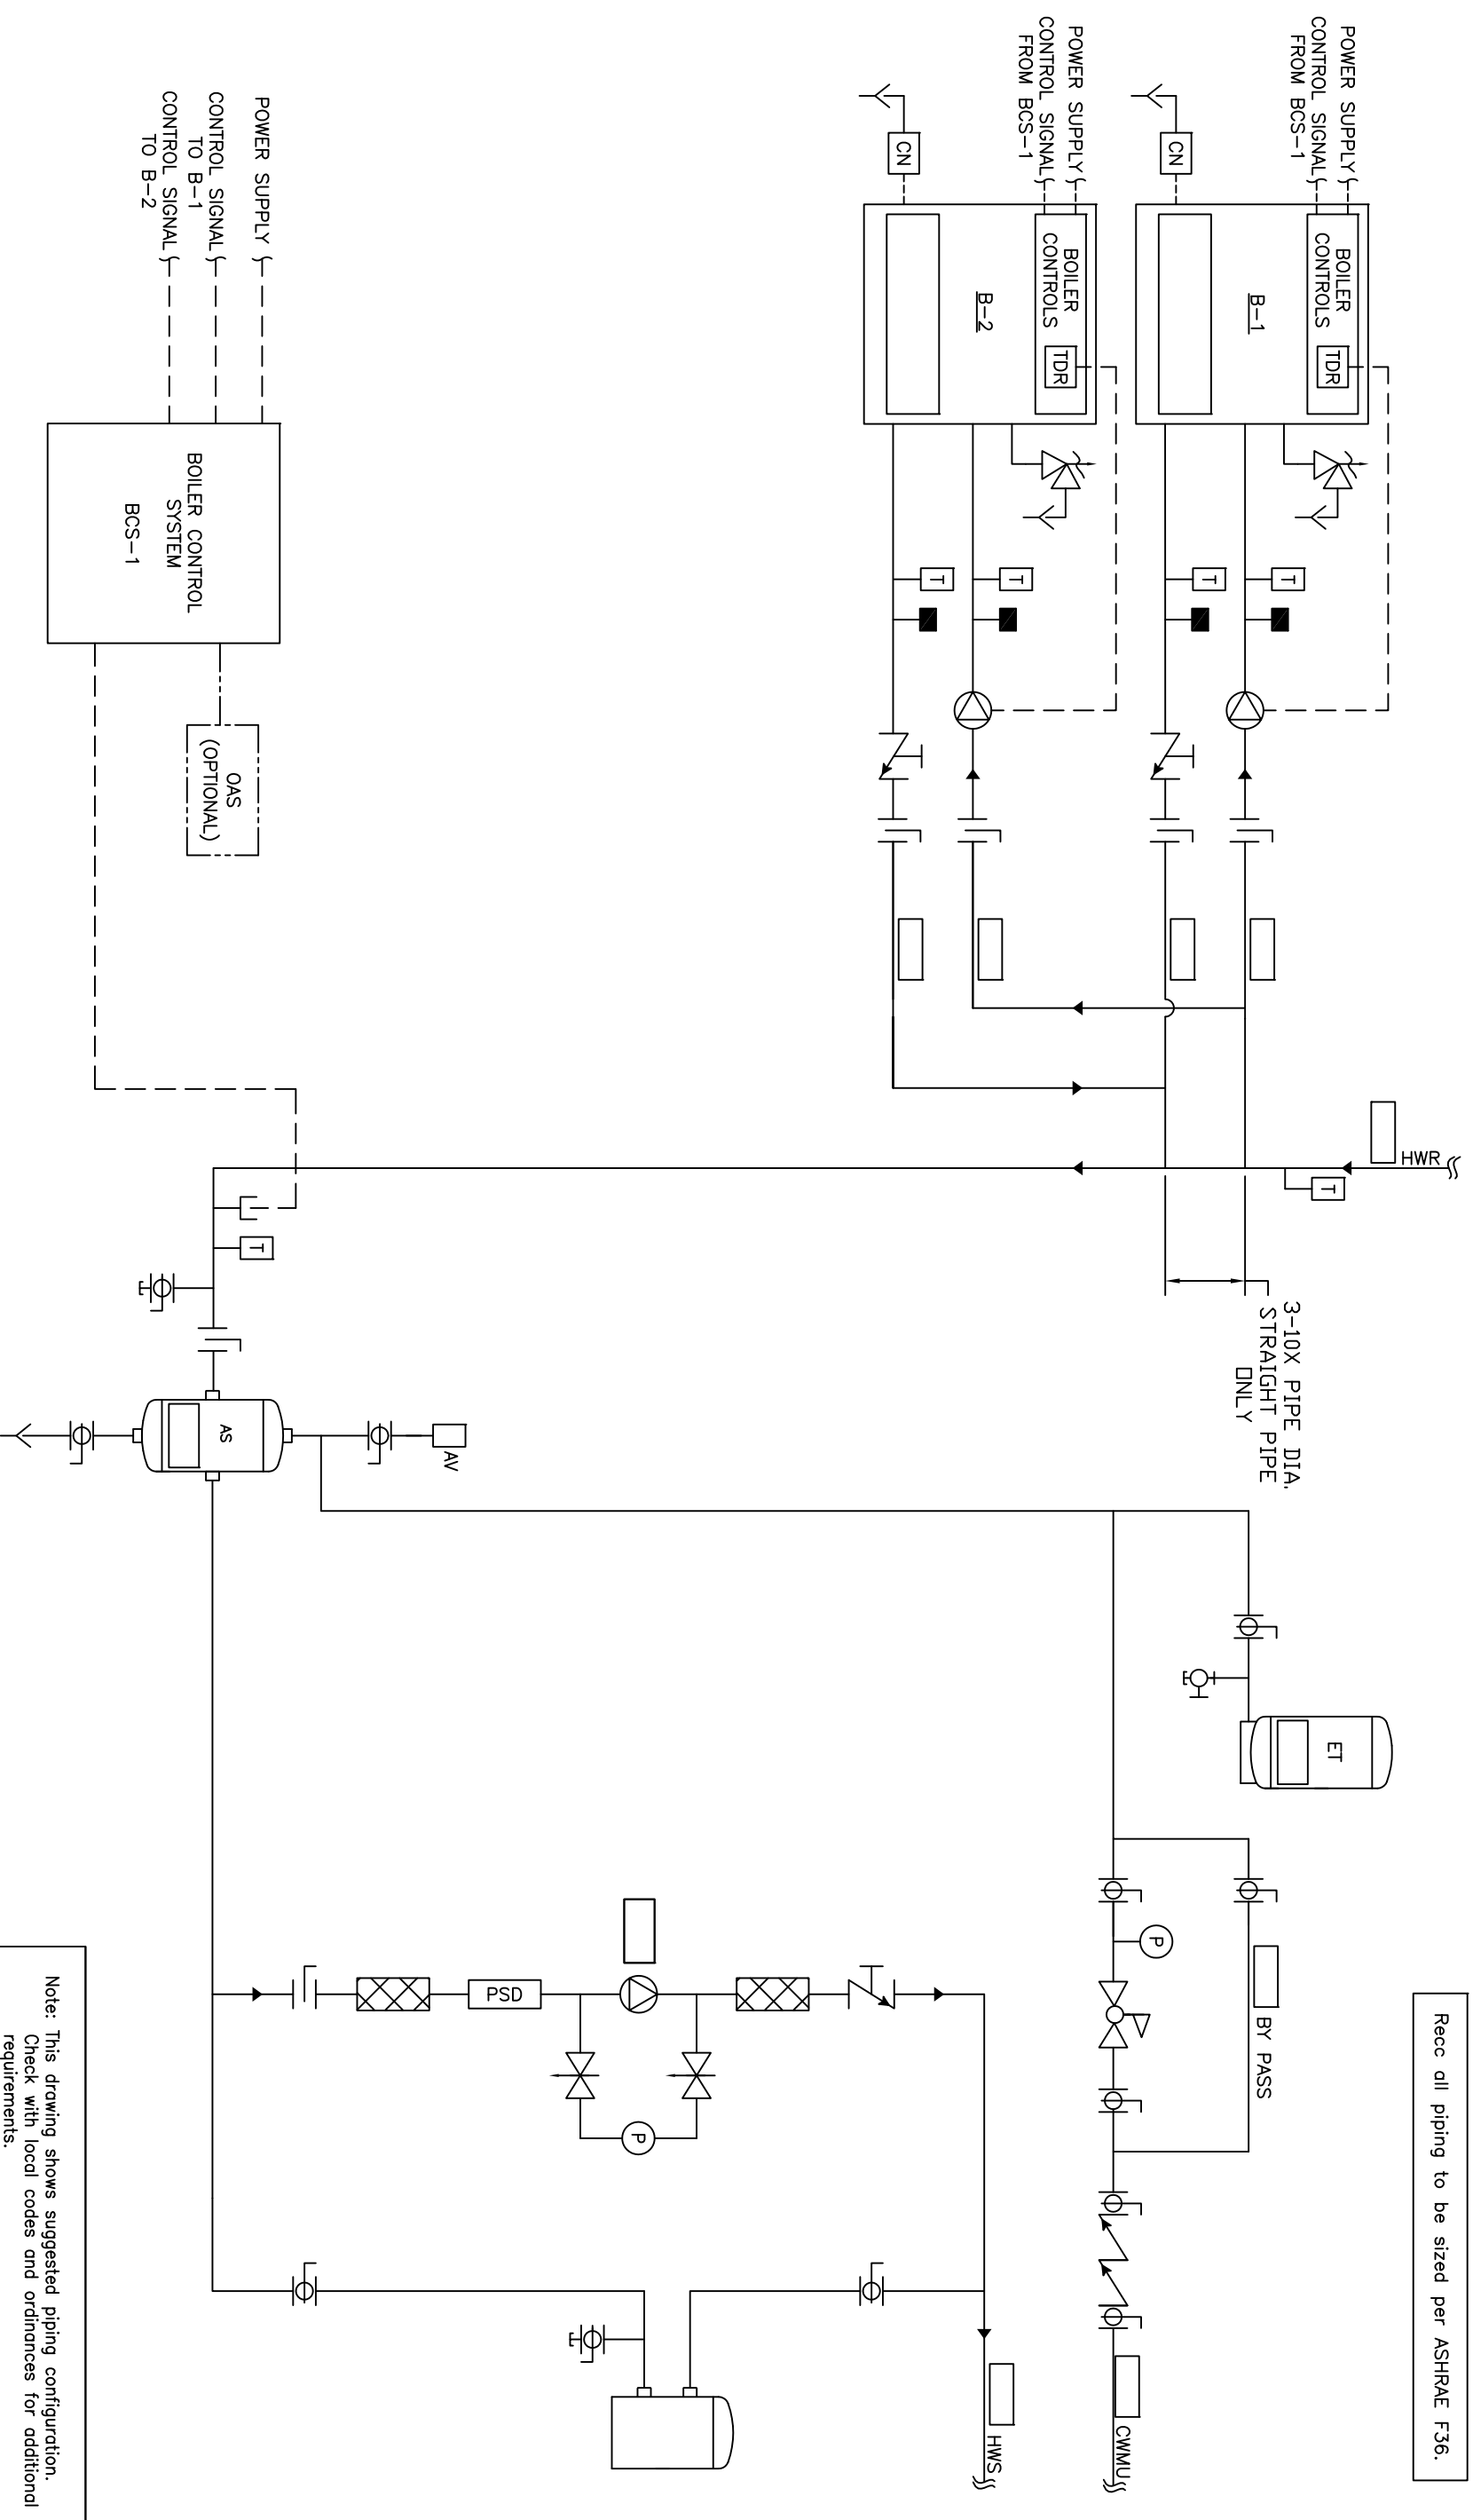 Recc all piping to be sized per ASHRAE F36.
POWER SUPPLY
CONTROL SIGNAL
FROM BCS-1
BOILER
CONTROLS
TDR
B-1
CN
T
T
HWR
T
3-10X PIPE DIA.
STRAIGHT PIPE
ONLY
ET
BY PASS
P
CWMU
POWER SUPPLY
CONTROL SIGNAL
FROM BCS-1
BOILER
CONTROLS
TDR
B-2
CN
T
T
HWS
PSD
P
AV
AS
T
POWER SUPPLY
CONTROL SIGNAL
TO B-1
CONTROL SIGNAL
TO B-2
BOILER CONTROL
SYSTEM
BCS-1
OAS
(OPTIONAL)
Note: This drawing shows suggested piping configuration.
Check with local codes and ordinances for additional
requirements.